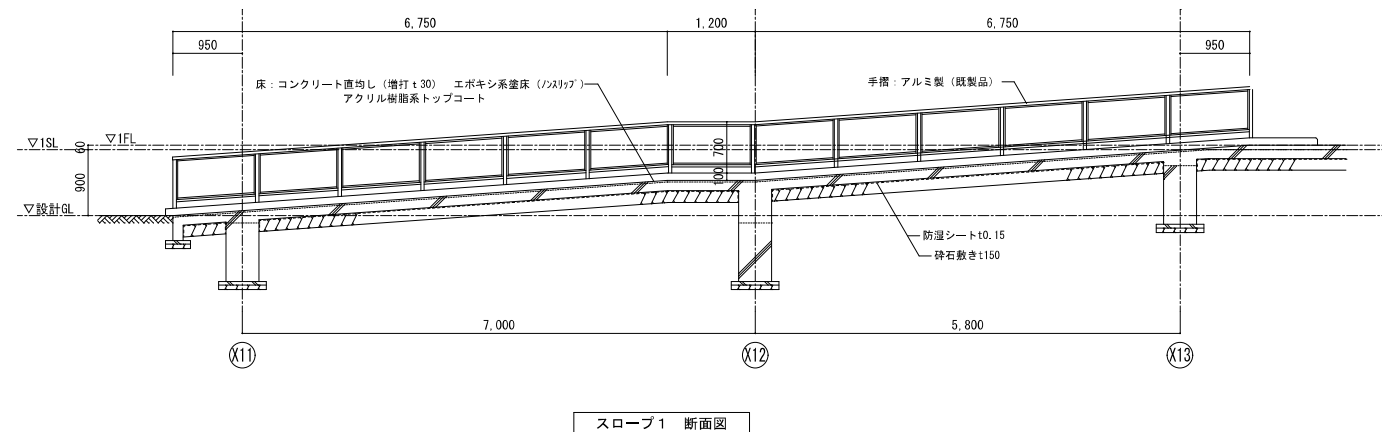 6,750
1,200
6,750
950
950
床：コンクリート直均し（増打ｔ30） エポキシ系塗床（ﾉﾝｽﾘｯﾌﾟ）
アクリル樹脂系トップコート
手摺：アルミ製（既製品）
▽1SL
▽1FL
60
900
700
100
▽設計GL
防湿シートt0.15
砕石敷きt150
7,000
5,800
X11
X12
X13
スロープ１ 断面図